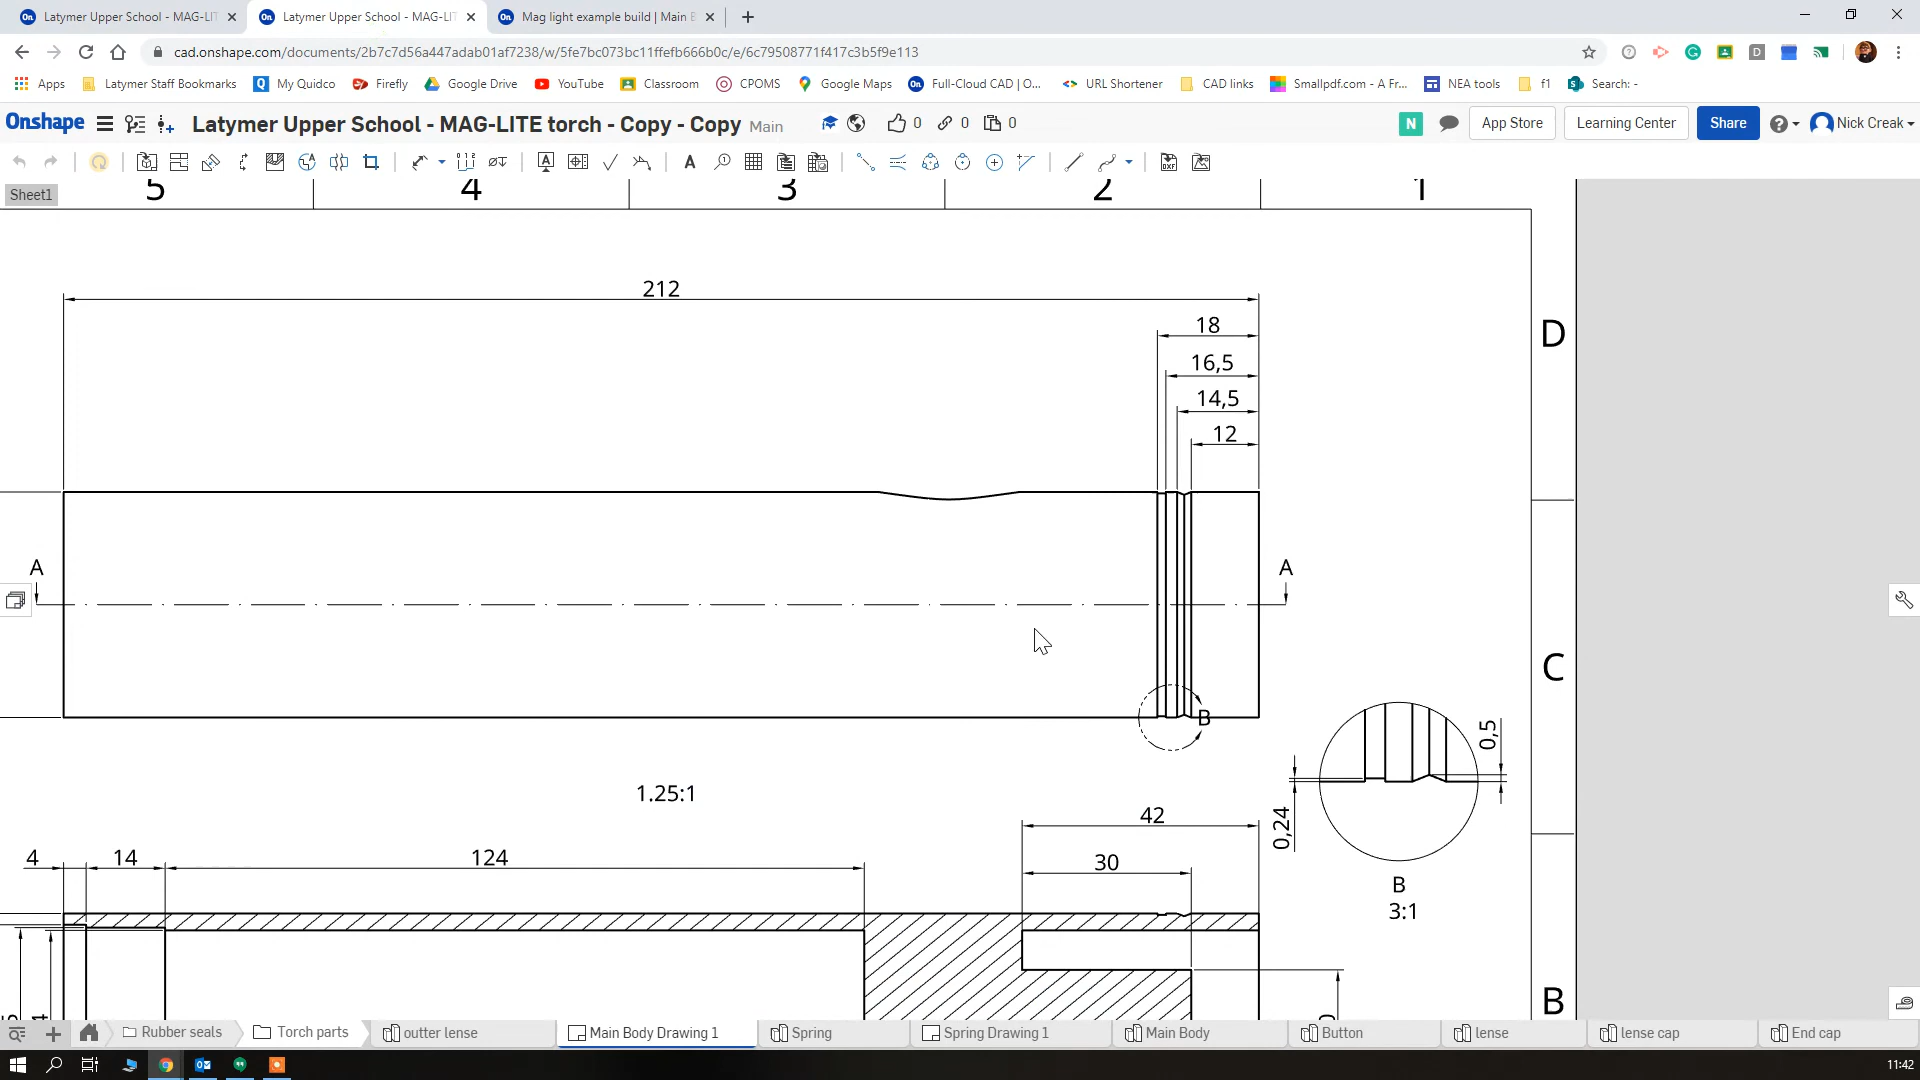 Latymer Upper School - MAG-LIT
Latymer Upper School - MAG-LIT
Mag light example build | Main B
cad.onshape.com/documents/2b7c7d56a447adab01af7238/w/5fe7bc073bc11ffefb666b0c/e/6c79508771f417c3b5f9e113
Apps
Latymer Staff Bookmarks
My Quidco
Firefly
Google Drive
YouTube
Classroom
CPOMS
Google Maps
Full-Cloud CAD | O...
URL Shortener
CAD links
Smallpdf.com - A Fr...
NEA tools
f1
Search: -
Onshape
Latymer Upper School - MAG-LITE torch - Copy - Copy Main
0
0
0
N
App Store
Learning Center
Share
Nick Creak
Sheet1
5
4
3
2
1
212
18
16,5
14,5
12
D
A
A
C
B
0,5
0,24
1.25:1
42
4
14
124
30
B
3:1
B
Rubber seals
Torch parts
outter lense
Main Body Drawing 1
Spring
Spring Drawing 1
Main Body
Button
lense
lense cap
End cap
11:42